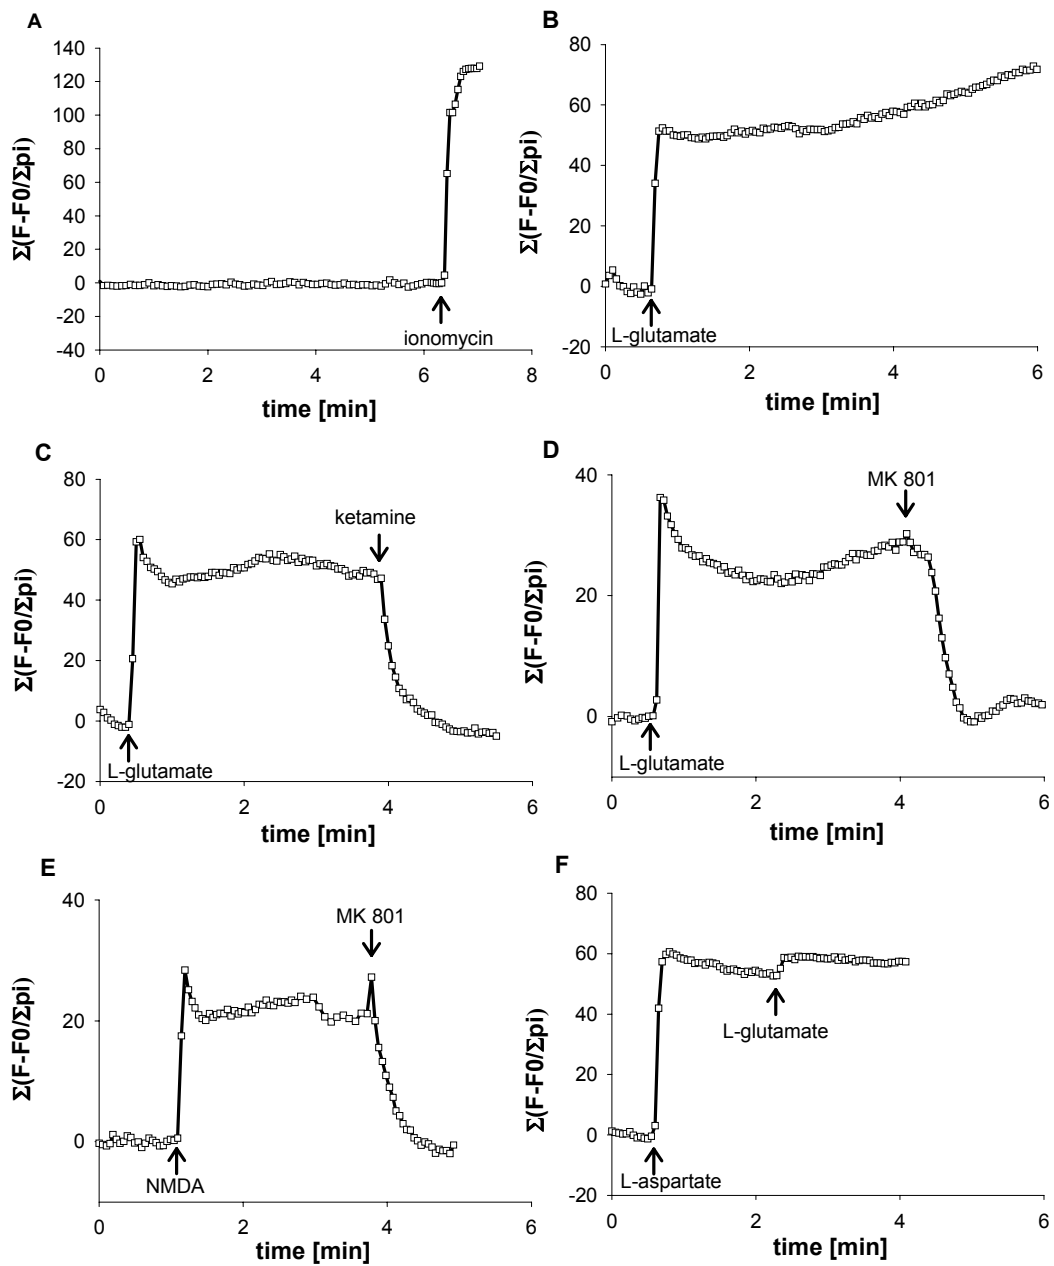 A
140
120
100
80
60
40
20
0
-20
-40
Σ(F-F0/Σpi)
ionomycin
0 2 4 6 8
time [min]
B
80
60
40
20
0
-20
Σ(F-F0/Σpi)
L-glutamate
0 2 4 6
time [min]
C
80
60
40
20
0
-20
Σ(F-F0/Σpi)
ketamine
L-glutamate
0 2 4 6
time [min]
D
40
20
0
Σ(F-F0/Σpi)
MK 801
L-glutamate
0 2 4 6
time [min]
E
40
20
0
Σ(F-F0/Σpi)
MK 801
NMDA
0 2 4 6
time [min]
F
80
60
40
20
0
-20
Σ(F-F0/Σpi)
L-glutamate
L-aspartate
0 2 4 6
time [min]